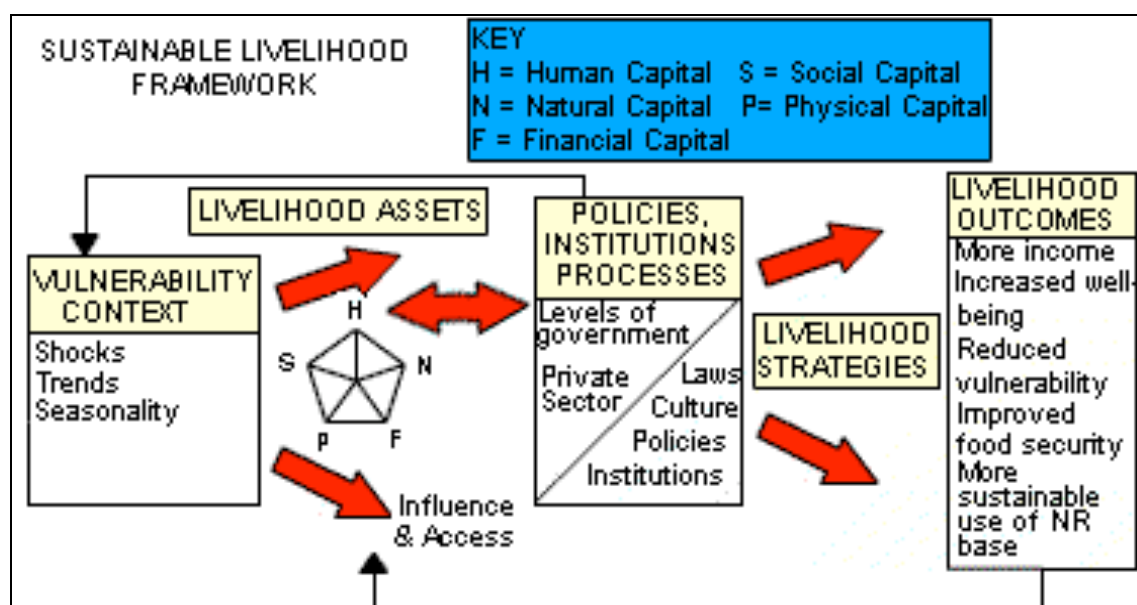 SUSTAINABLE LIVELIHOOD
FRAMEWORK
KEY
H = Human Capital S = Social Capital
N = Natural Capital P= Physical Capital
F = Financial Capital
LIVELIHOOD ASSETS
VULNERABILITY
CONTEXT
Shocks
Trends
Seasonality
H
S
N
P
F
Influence
& Access
POLICIES,
INSTITUTIONS
PROCESSES
Levels of
government
Private
Sector
Laws
Culture
Policies
Institutions
LIVELIHOOD
STRATEGIES
LIVELIHOOD
OUTCOMES
More income
Increased well-
being
Reduced
vulnerability
Improved
food security
More
sustainable
use of NR
base